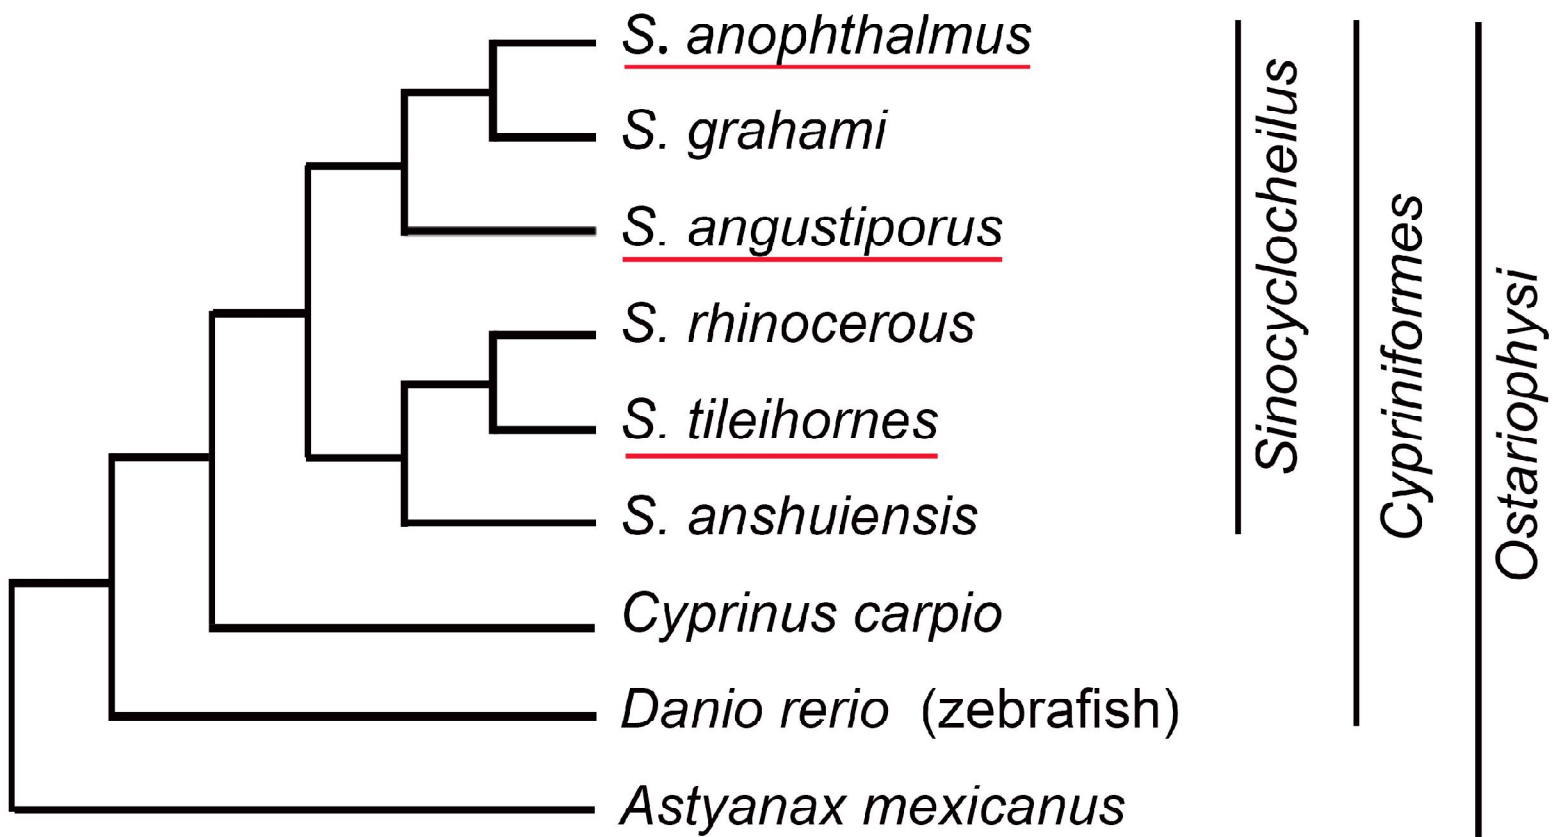 S. anophthalmus
S. grahami
S. angustiporus
S. rhinocerous
S. tileihornes
S. anshuiensis
Cyprinus carpio
Danio rerio (zebrafish)
Astyanax mexicanus
Sinocyclocheilus
Cypriniformes
Ostariophysi